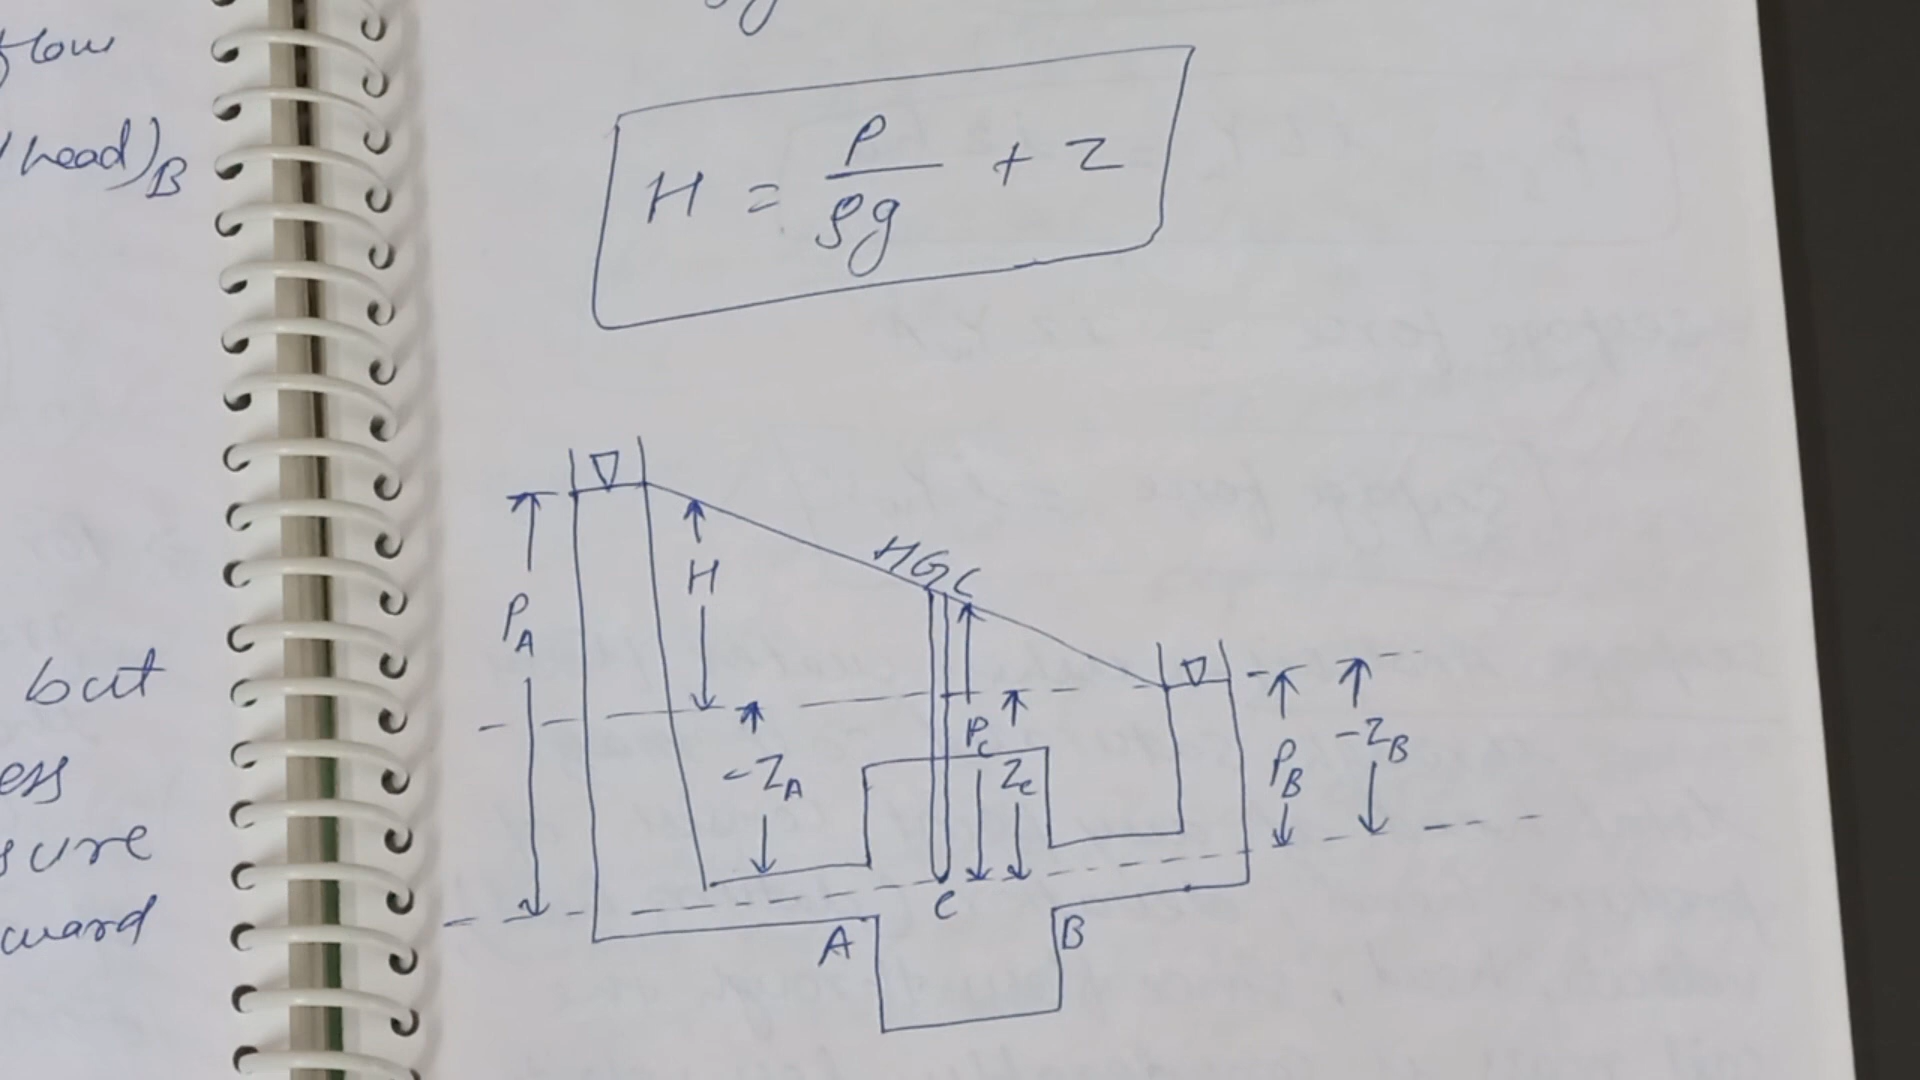 flow
head)B
but
ess
sure
ward
H = P/ρg + Z
PA
H
HGL
-ZA
PC
ZC
PB
-ZB
A
C
B